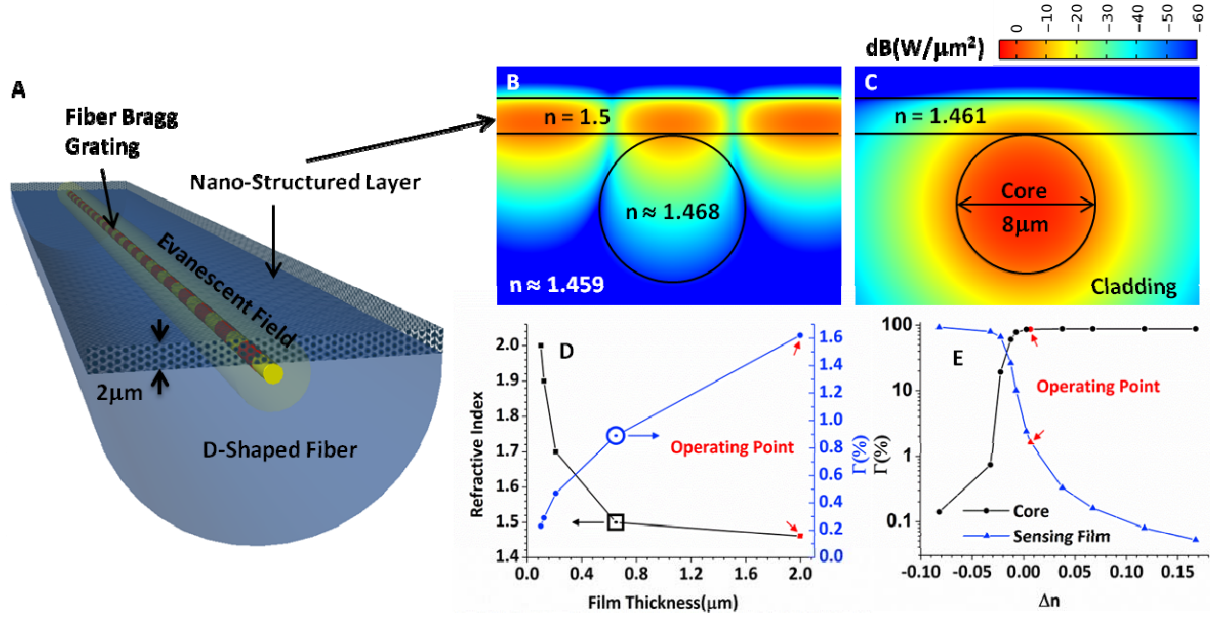 0
−10
−20
−30
−40
−50
−60
dB(W/μm²)
A
Fiber Bragg
Grating
Nano-Structured Layer
Evanescent Field
2μm
D-Shaped Fiber
B
n = 1.5
n ≈ 1.468
n ≈ 1.459
C
n = 1.461
Core
8μm
Cladding
D
2.0
1.9
1.8
1.7
1.6
1.5
1.4
Refractive Index
0.0
0.4
0.8
1.2
1.6
2.0
Film Thickness(μm)
Operating Point
1.6
1.4
1.2
1.0
0.8
0.6
0.4
0.2
0.0
Γ(%)
E
Γ(%)
100
10
1
0.1
Operating Point
Core
Sensing Film
-0.10
-0.05
0.00
0.05
0.10
0.15
Δn